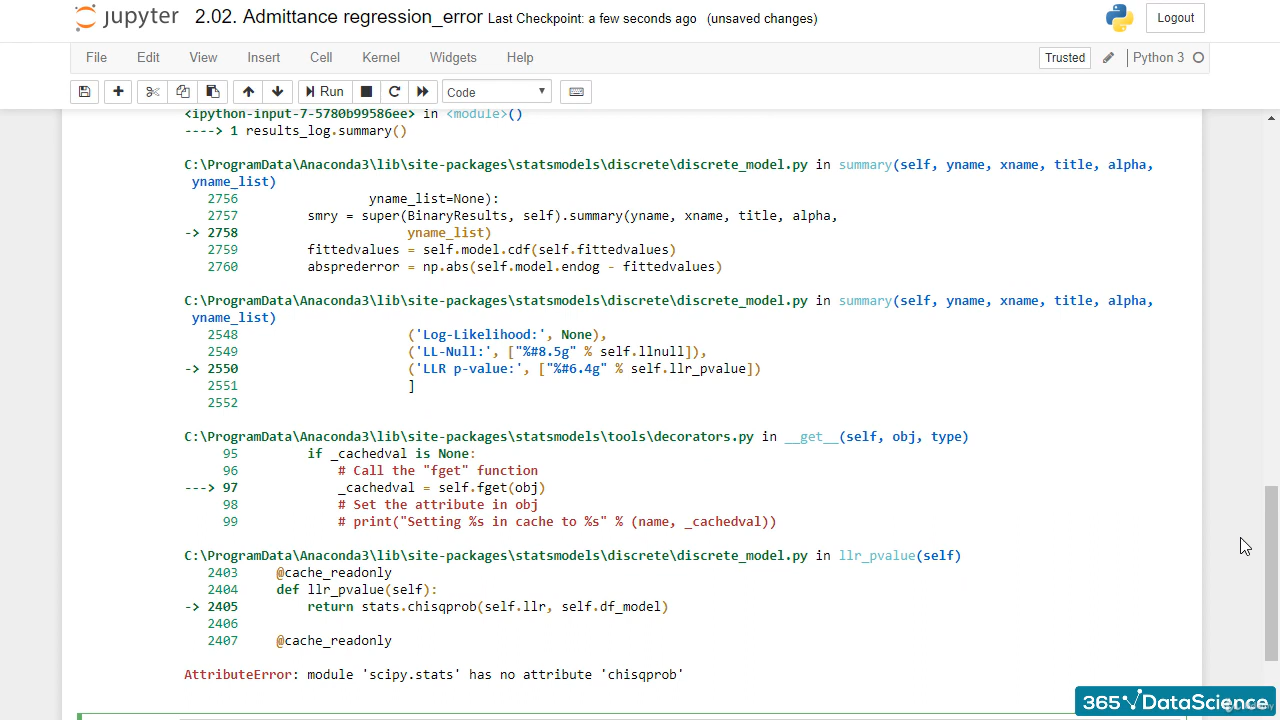 jupyter 2.02. Admittance regression_error Last Checkpoint: a few seconds ago (unsaved changes)
Logout
File Edit View Insert Cell Kernel Widgets Help Trusted Python 3
Run Code
<ipython-input-7-5780b99586ee> in <module>()
----> 1 results_log.summary()
C:\ProgramData\Anaconda3\lib\site-packages\statsmodels\discrete\discrete_model.py in summary(self, yname, xname, title, alpha,
yname_list)
2756 yname_list=None):
2757 smry = super(BinaryResults, self).summary(yname, xname, title, alpha,
-> 2758 yname_list)
2759 fittedvalues = self.model.cdf(self.fittedvalues)
2760 absprederror = np.abs(self.model.endog - fittedvalues)
C:\ProgramData\Anaconda3\lib\site-packages\statsmodels\discrete\discrete_model.py in summary(self, yname, xname, title, alpha,
yname_list)
2548 ('Log-Likelihood:', None),
2549 ('LL-Null:', ["%#8.5g" % self.llnull]),
-> 2550 ('LLR p-value:', ["%#6.4g" % self.llr_pvalue])
2551 ]
2552
C:\ProgramData\Anaconda3\lib\site-packages\statsmodels\tools\decorators.py in __get__(self, obj, type)
95 if _cachedval is None:
96 # Call the "fget" function
---> 97 _cachedval = self.fget(obj)
98 # Set the attribute in obj
99 # print("Setting %s in cache to %s" % (name, _cachedval))
C:\ProgramData\Anaconda3\lib\site-packages\statsmodels\discrete\discrete_model.py in llr_pvalue(self)
2403 @cache_readonly
2404 def llr_pvalue(self):
-> 2405 return stats.chisqprob(self.llr, self.df_model)
2406
2407 @cache_readonly
AttributeError: module 'scipy.stats' has no attribute 'chisqprob'
365 DataScience